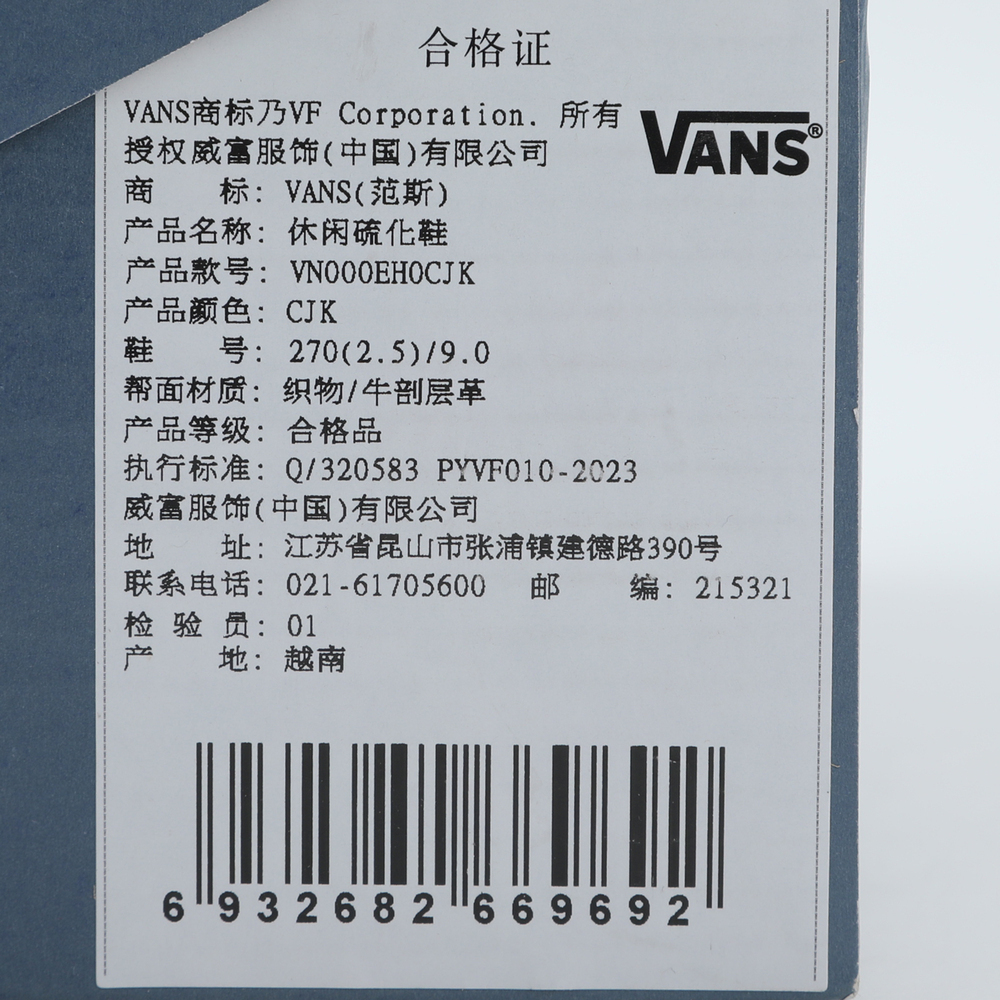 合格证
VANS商标乃VF Corporation. 所有
VANS®
授权威富服饰(中国)有限公司
商 标: VANS(范斯)
产品名称: 休闲硫化鞋
产品款号: VN000EH0CJK
产品颜色: CJK
鞋 号: 270(2.5)/9.0
帮面材质: 织物/牛剖层革
产品等级: 合格品
执行标准: Q/320583 PYVF010-2023
威富服饰(中国)有限公司
地 址: 江苏省昆山市张浦镇建德路390号
联系电话: 021-61705600 邮 编: 215321
检 验 员: 01
产 地: 越南
6 932682 669692